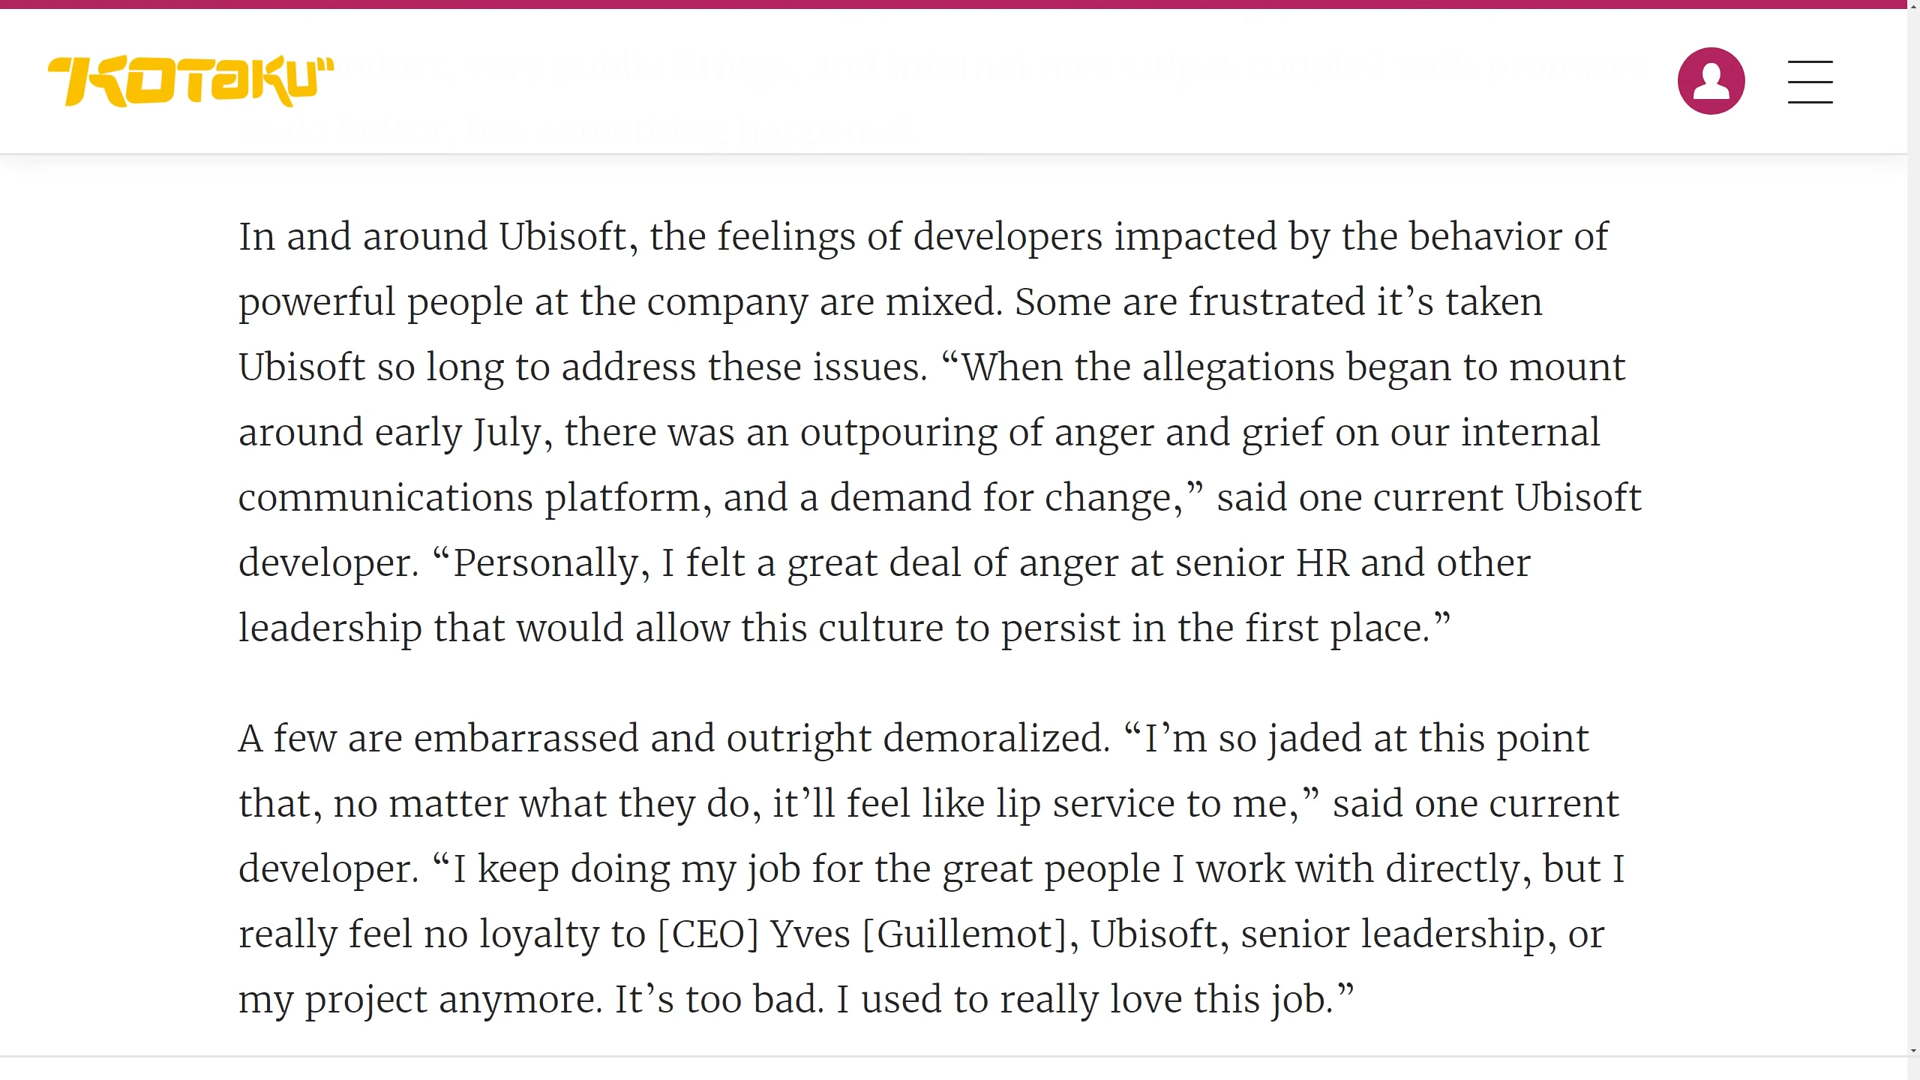 KOTAKU
In and around Ubisoft, the feelings of developers impacted by the behavior of
powerful people at the company are mixed. Some are frustrated it’s taken
Ubisoft so long to address these issues. “When the allegations began to mount
around early July, there was an outpouring of anger and grief on our internal
communications platform, and a demand for change,” said one current Ubisoft
developer. “Personally, I felt a great deal of anger at senior HR and other
leadership that would allow this culture to persist in the first place.”
A few are embarrassed and outright demoralized. “I’m so jaded at this point
that, no matter what they do, it’ll feel like lip service to me,” said one current
developer. “I keep doing my job for the great people I work with directly, but I
really feel no loyalty to [CEO] Yves [Guillemot], Ubisoft, senior leadership, or
my project anymore. It’s too bad. I used to really love this job.”